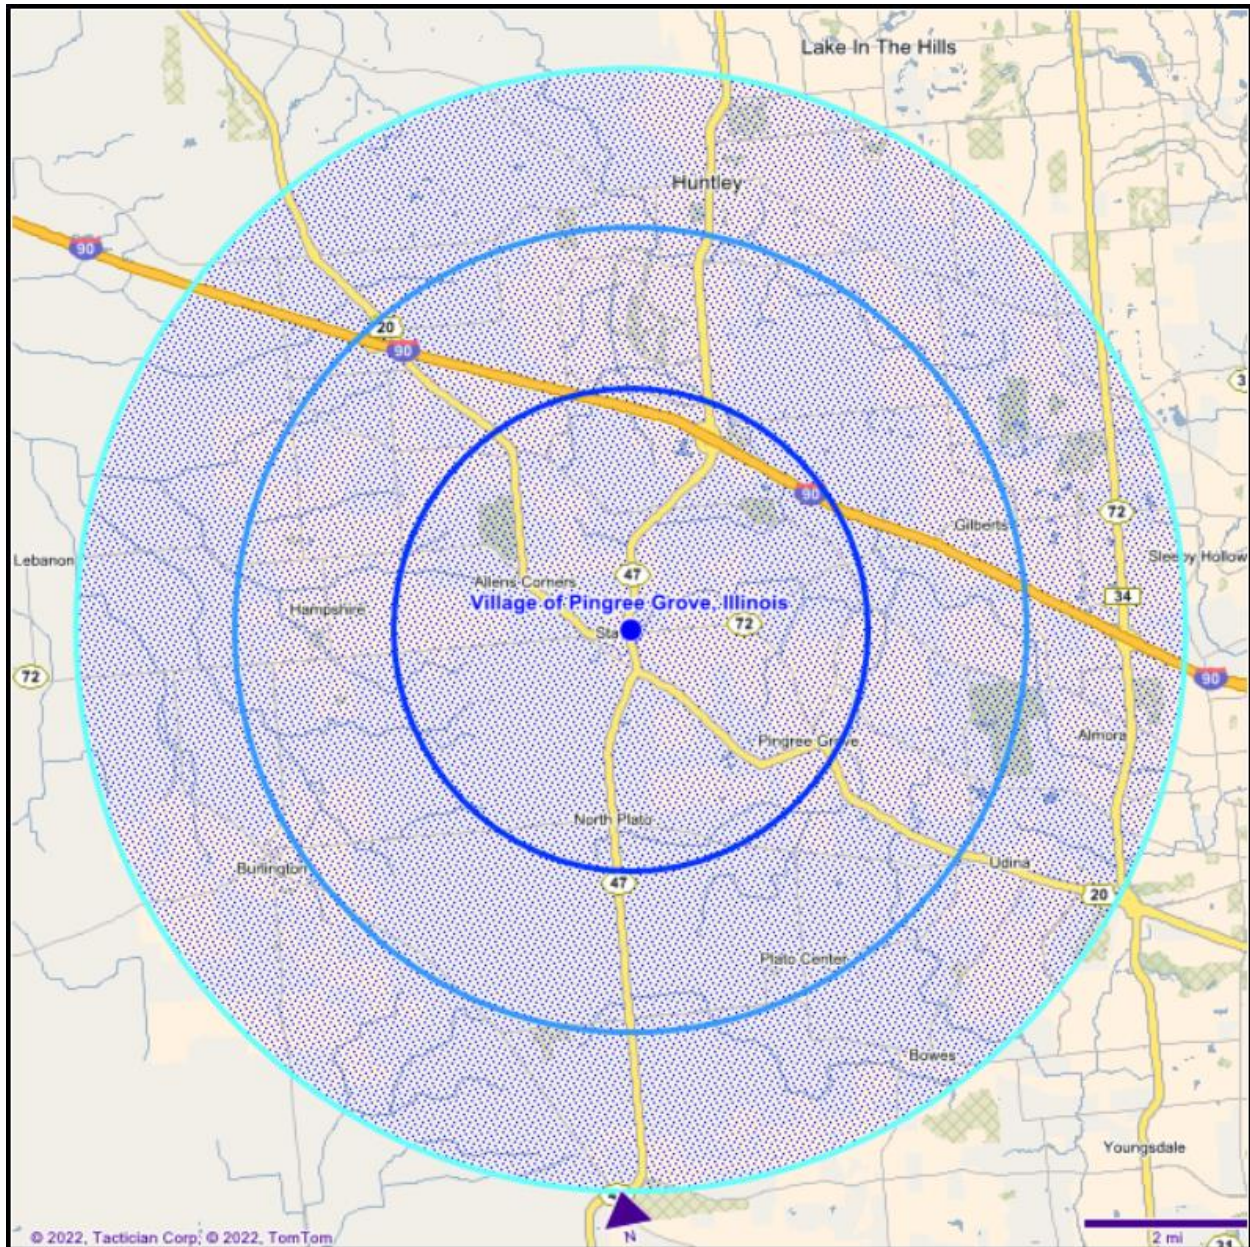 Lake In The Hills
Huntley
90
20
90
90
Gilberts
72
Lebanon
Sleepy Hollow
Allens Corners
47
34
Village of Pingree Grove, Illinois
Hampshire
72
Sta
72
90
Almora
Pingree Grove
North Plato
Udina
Burlington
47
20
Plato Center
Bowes
Youngsdale
N
© 2022, Tactician Corp; © 2022, TomTom
2 mi
31